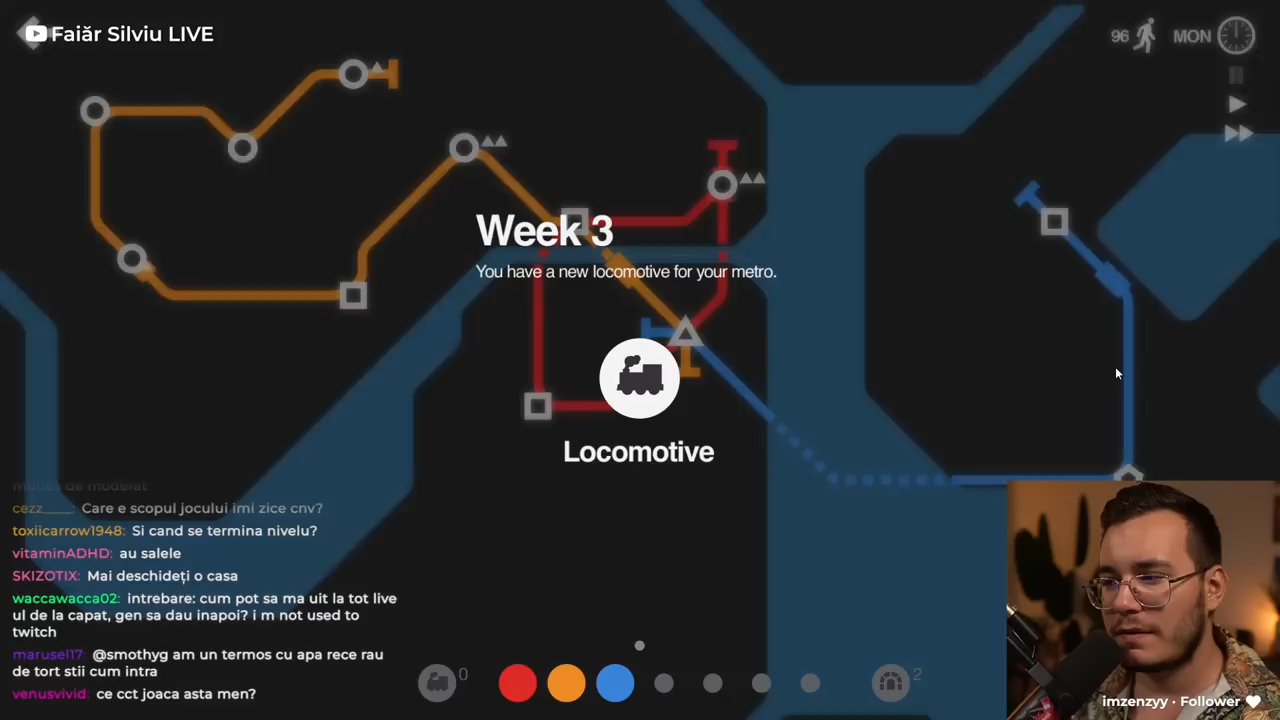 Faiăr Silviu LIVE
96
MON
Week 3
You have a new locomotive for your metro.
Locomotive
cezz____: Care e scopul jocului imi zice cnv?
toxiicarrow1948: Si cand se termina nivelu?
vitaminADHD: au salele
SKIZOTIX: Mai deschideți o casa
waccawacca02: intrebare: cum pot sa ma uit la tot live
ul de la capat, gen sa dau inapoi? i m not used to
twitch
marusel17: @smothyg am un termos cu apa rece rau
de tort stii cum intra
venusvivid: ce cct joaca asta men?
0
2
imzenzyy · Follower